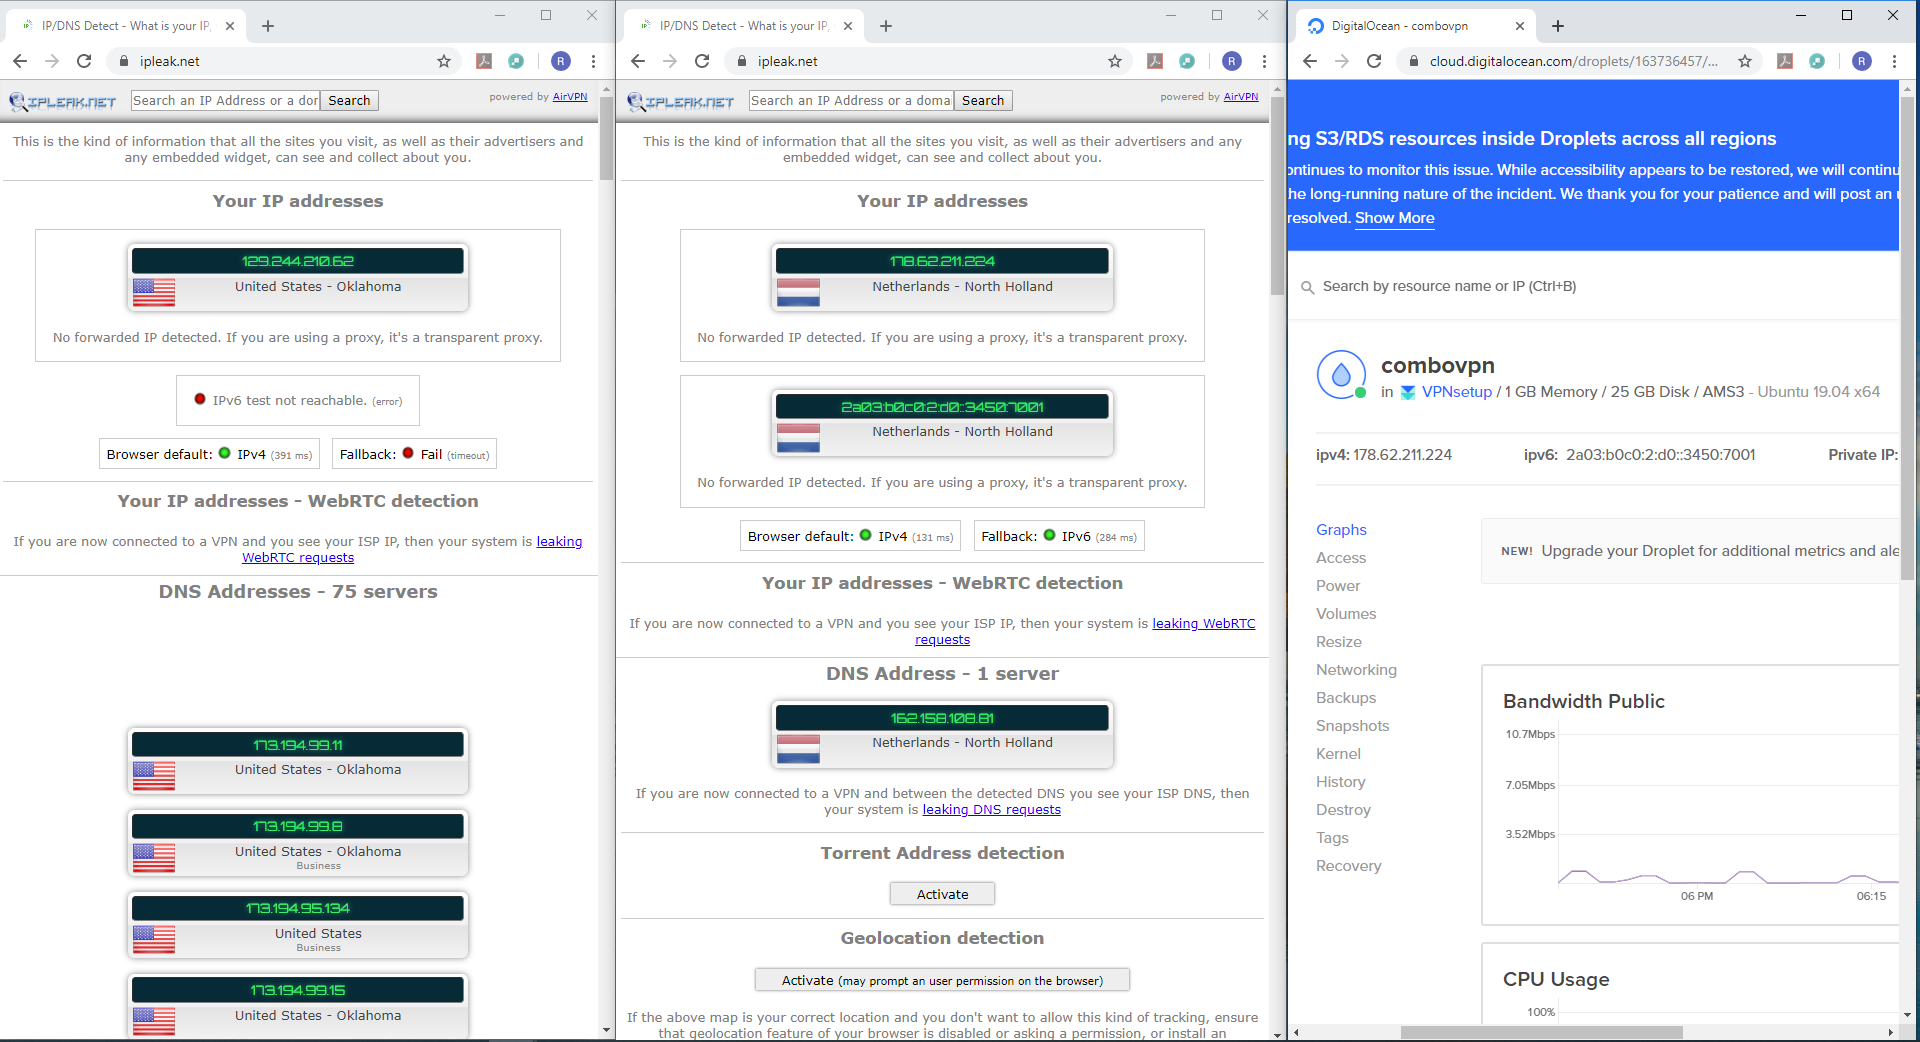 IP/DNS Detect - What is your IP,
ipleak.net
R
IPLEAK.NET
Search an IP Address or a dor
Search
powered by AirVPN
This is the kind of information that all the sites you visit, as well as their advertisers and
any embedded widget, can see and collect about you.
Your IP addresses
129.244.210.62
United States - Oklahoma
No forwarded IP detected. If you are using a proxy, it's a transparent proxy.
IPv6 test not reachable. (error)
Browser default: IPv4 (391 ms)
Fallback: Fail (timeout)
Your IP addresses - WebRTC detection
If you are now connected to a VPN and you see your ISP IP, then your system is leaking
WebRTC requests
DNS Addresses - 75 servers
173.194.99.11
United States - Oklahoma
173.194.99.8
United States - Oklahoma
Business
173.194.95.134
United States
Business
173.194.99.15
United States - Oklahoma
IP/DNS Detect - What is your IP,
ipleak.net
R
IPLEAK.NET
Search an IP Address or a domai
Search
powered by AirVPN
This is the kind of information that all the sites you visit, as well as their advertisers and any
embedded widget, can see and collect about you.
Your IP addresses
178.62.211.224
Netherlands - North Holland
No forwarded IP detected. If you are using a proxy, it's a transparent proxy.
2a03:b0c0:2:d0::3450:7001
Netherlands - North Holland
No forwarded IP detected. If you are using a proxy, it's a transparent proxy.
Browser default: IPv4 (131 ms)
Fallback: IPv6 (284 ms)
Your IP addresses - WebRTC detection
If you are now connected to a VPN and you see your ISP IP, then your system is leaking WebRTC
requests
DNS Address - 1 server
162.158.108.81
Netherlands - North Holland
If you are now connected to a VPN and between the detected DNS you see your ISP DNS, then
your system is leaking DNS requests
Torrent Address detection
Activate
Geolocation detection
Activate (may prompt an user permission on the browser)
If the above map is your correct location and you don't want to allow this kind of tracking, ensure
that geolocation feature of your browser is disabled or asking a permission, or install an
DigitalOcean - combovpn
cloud.digitalocean.com/droplets/163736457/...
R
ng S3/RDS resources inside Droplets across all regions
ontinues to monitor this issue. While accessibility appears to be restored, we will continu
he long-running nature of the incident. We thank you for your patience and will post an u
resolved. Show More
Search by resource name or IP (Ctrl+B)
combovpn
in VPNsetup / 1 GB Memory / 25 GB Disk / AMS3 - Ubuntu 19.04 x64
ipv4: 178.62.211.224
ipv6: 2a03:b0c0:2:d0::3450:7001
Private IP:
Graphs
Access
Power
Volumes
Resize
Networking
Backups
Snapshots
Kernel
History
Destroy
Tags
Recovery
NEW! Upgrade your Droplet for additional metrics and ale
Bandwidth Public
10.7Mbps
7.05Mbps
3.52Mbps
06 PM
06:15
CPU Usage
100%